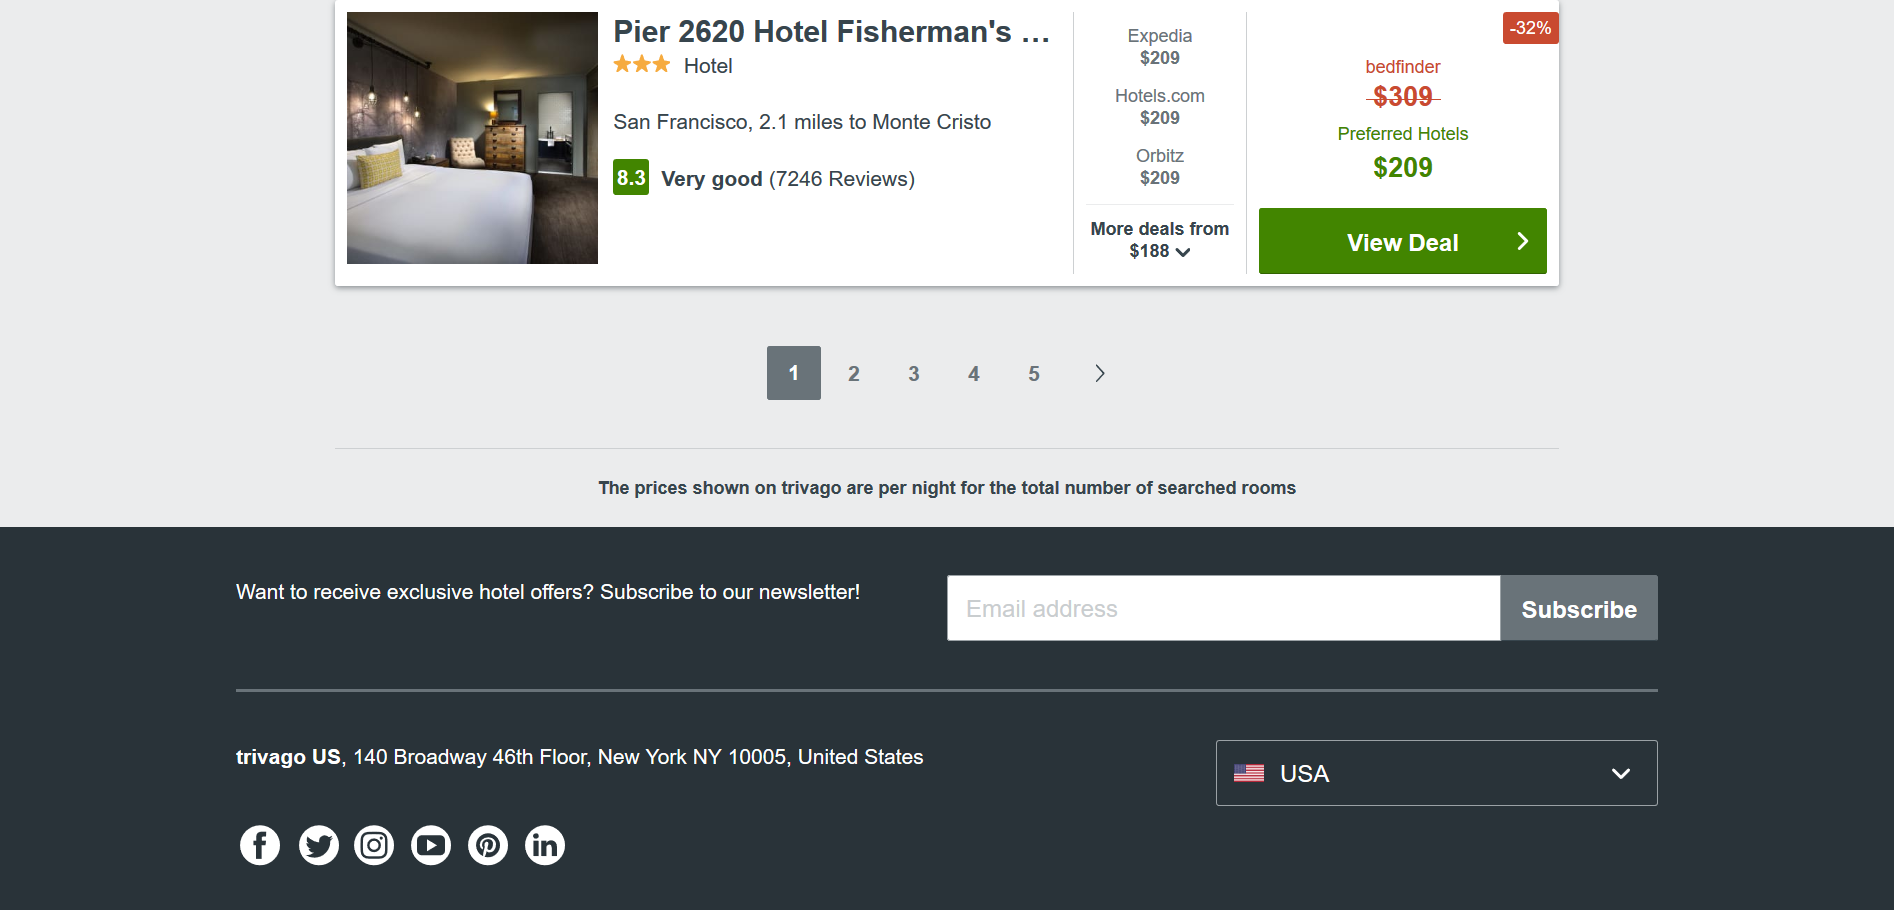 Pier 2620 Hotel Fisherman's ...
Hotel
San Francisco, 2.1 miles to Monte Cristo
8.3 Very good (7246 Reviews)
Expedia
$209
Hotels.com
$209
Orbitz
$209
More deals from
$188
-32%
bedfinder
$309
Preferred Hotels
$209
View Deal
1 2 3 4 5
The prices shown on trivago are per night for the total number of searched rooms
Want to receive exclusive hotel offers? Subscribe to our newsletter!
Email address
Subscribe
trivago US, 140 Broadway 46th Floor, New York NY 10005, United States
USA